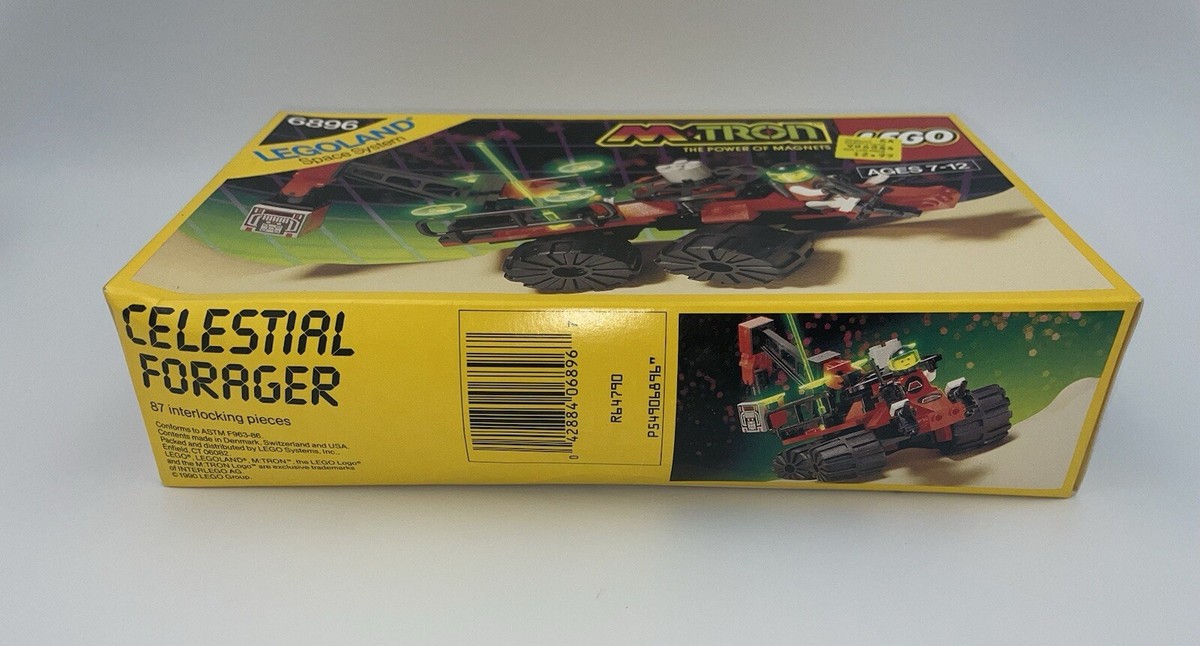 6896
LEGOLAND®
Space System
M:TRON
THE POWER OF MAGNETS
LEGO
AGES 7-12
CELESTIAL
FORAGER
87 interlocking pieces
Conforms to ASTM F963-86.
Contents made in Denmark, Switzerland and USA.
Packed and distributed by LEGO Systems, Inc.,
Enfield, CT 06082.
LEGO®, LEGOLAND®, M:TRON™, the LEGO Logo®
and the M:TRON Logo™ are exclusive trademarks
of INTERLEGO AG.
© 1990 LEGO Group
0 42884 06896 7
R64790
P54906896"